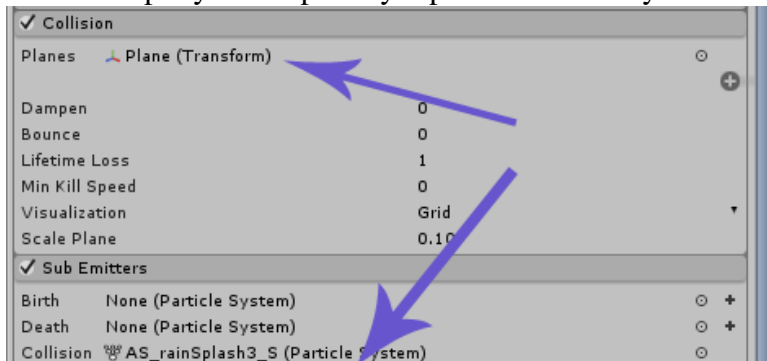 Collision
Planes Plane (Transform)
Dampen 0
Bounce 0
Lifetime Loss 1
Min Kill Speed 0
Visualization Grid
Scale Plane 0.10
Sub Emitters
Birth None (Particle System)
Death None (Particle System)
Collision AS_rainSplash3_S (Particle System)